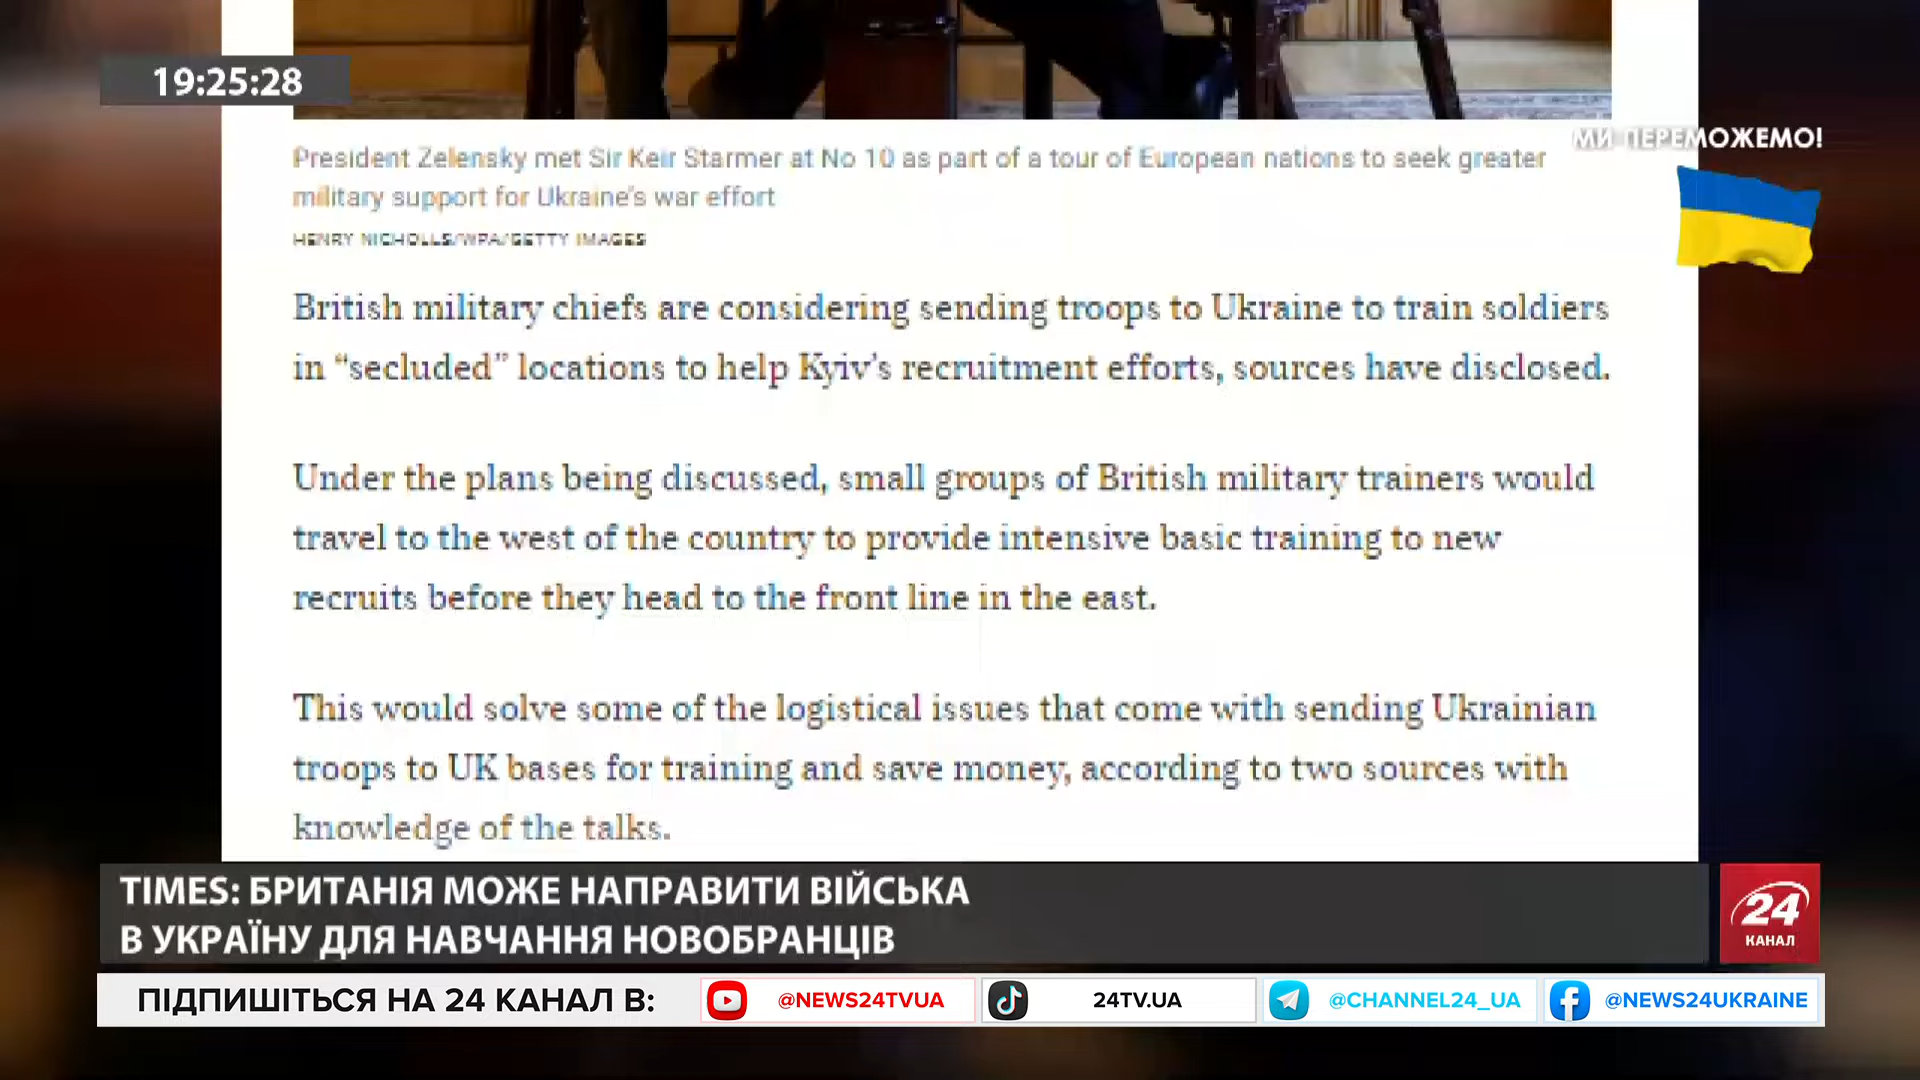 19:25:28
МИ ПЕРЕМОЖЕМО!
President Zelensky met Sir Keir Starmer at No 10 as part of a tour of European nations to seek greater
military support for Ukraine's war effort
HENRY NICHOLLS/WPA/GETTY IMAGES
British military chiefs are considering sending troops to Ukraine to train soldiers
in “secluded” locations to help Kyiv’s recruitment efforts, sources have disclosed.
Under the plans being discussed, small groups of British military trainers would
travel to the west of the country to provide intensive basic training to new
recruits before they head to the front line in the east.
This would solve some of the logistical issues that come with sending Ukrainian
troops to UK bases for training and save money, according to two sources with
knowledge of the talks.
TIMES: БРИТАНІЯ МОЖЕ НАПРАВИТИ ВІЙСЬКА
В УКРАЇНУ ДЛЯ НАВЧАННЯ НОВОБРАНЦІВ
24
КАНАЛ
ПІДПИШІТЬСЯ НА 24 КАНАЛ В: @NEWS24TVUA 24TV.UA @CHANNEL24_UA @NEWS24UKRAINE